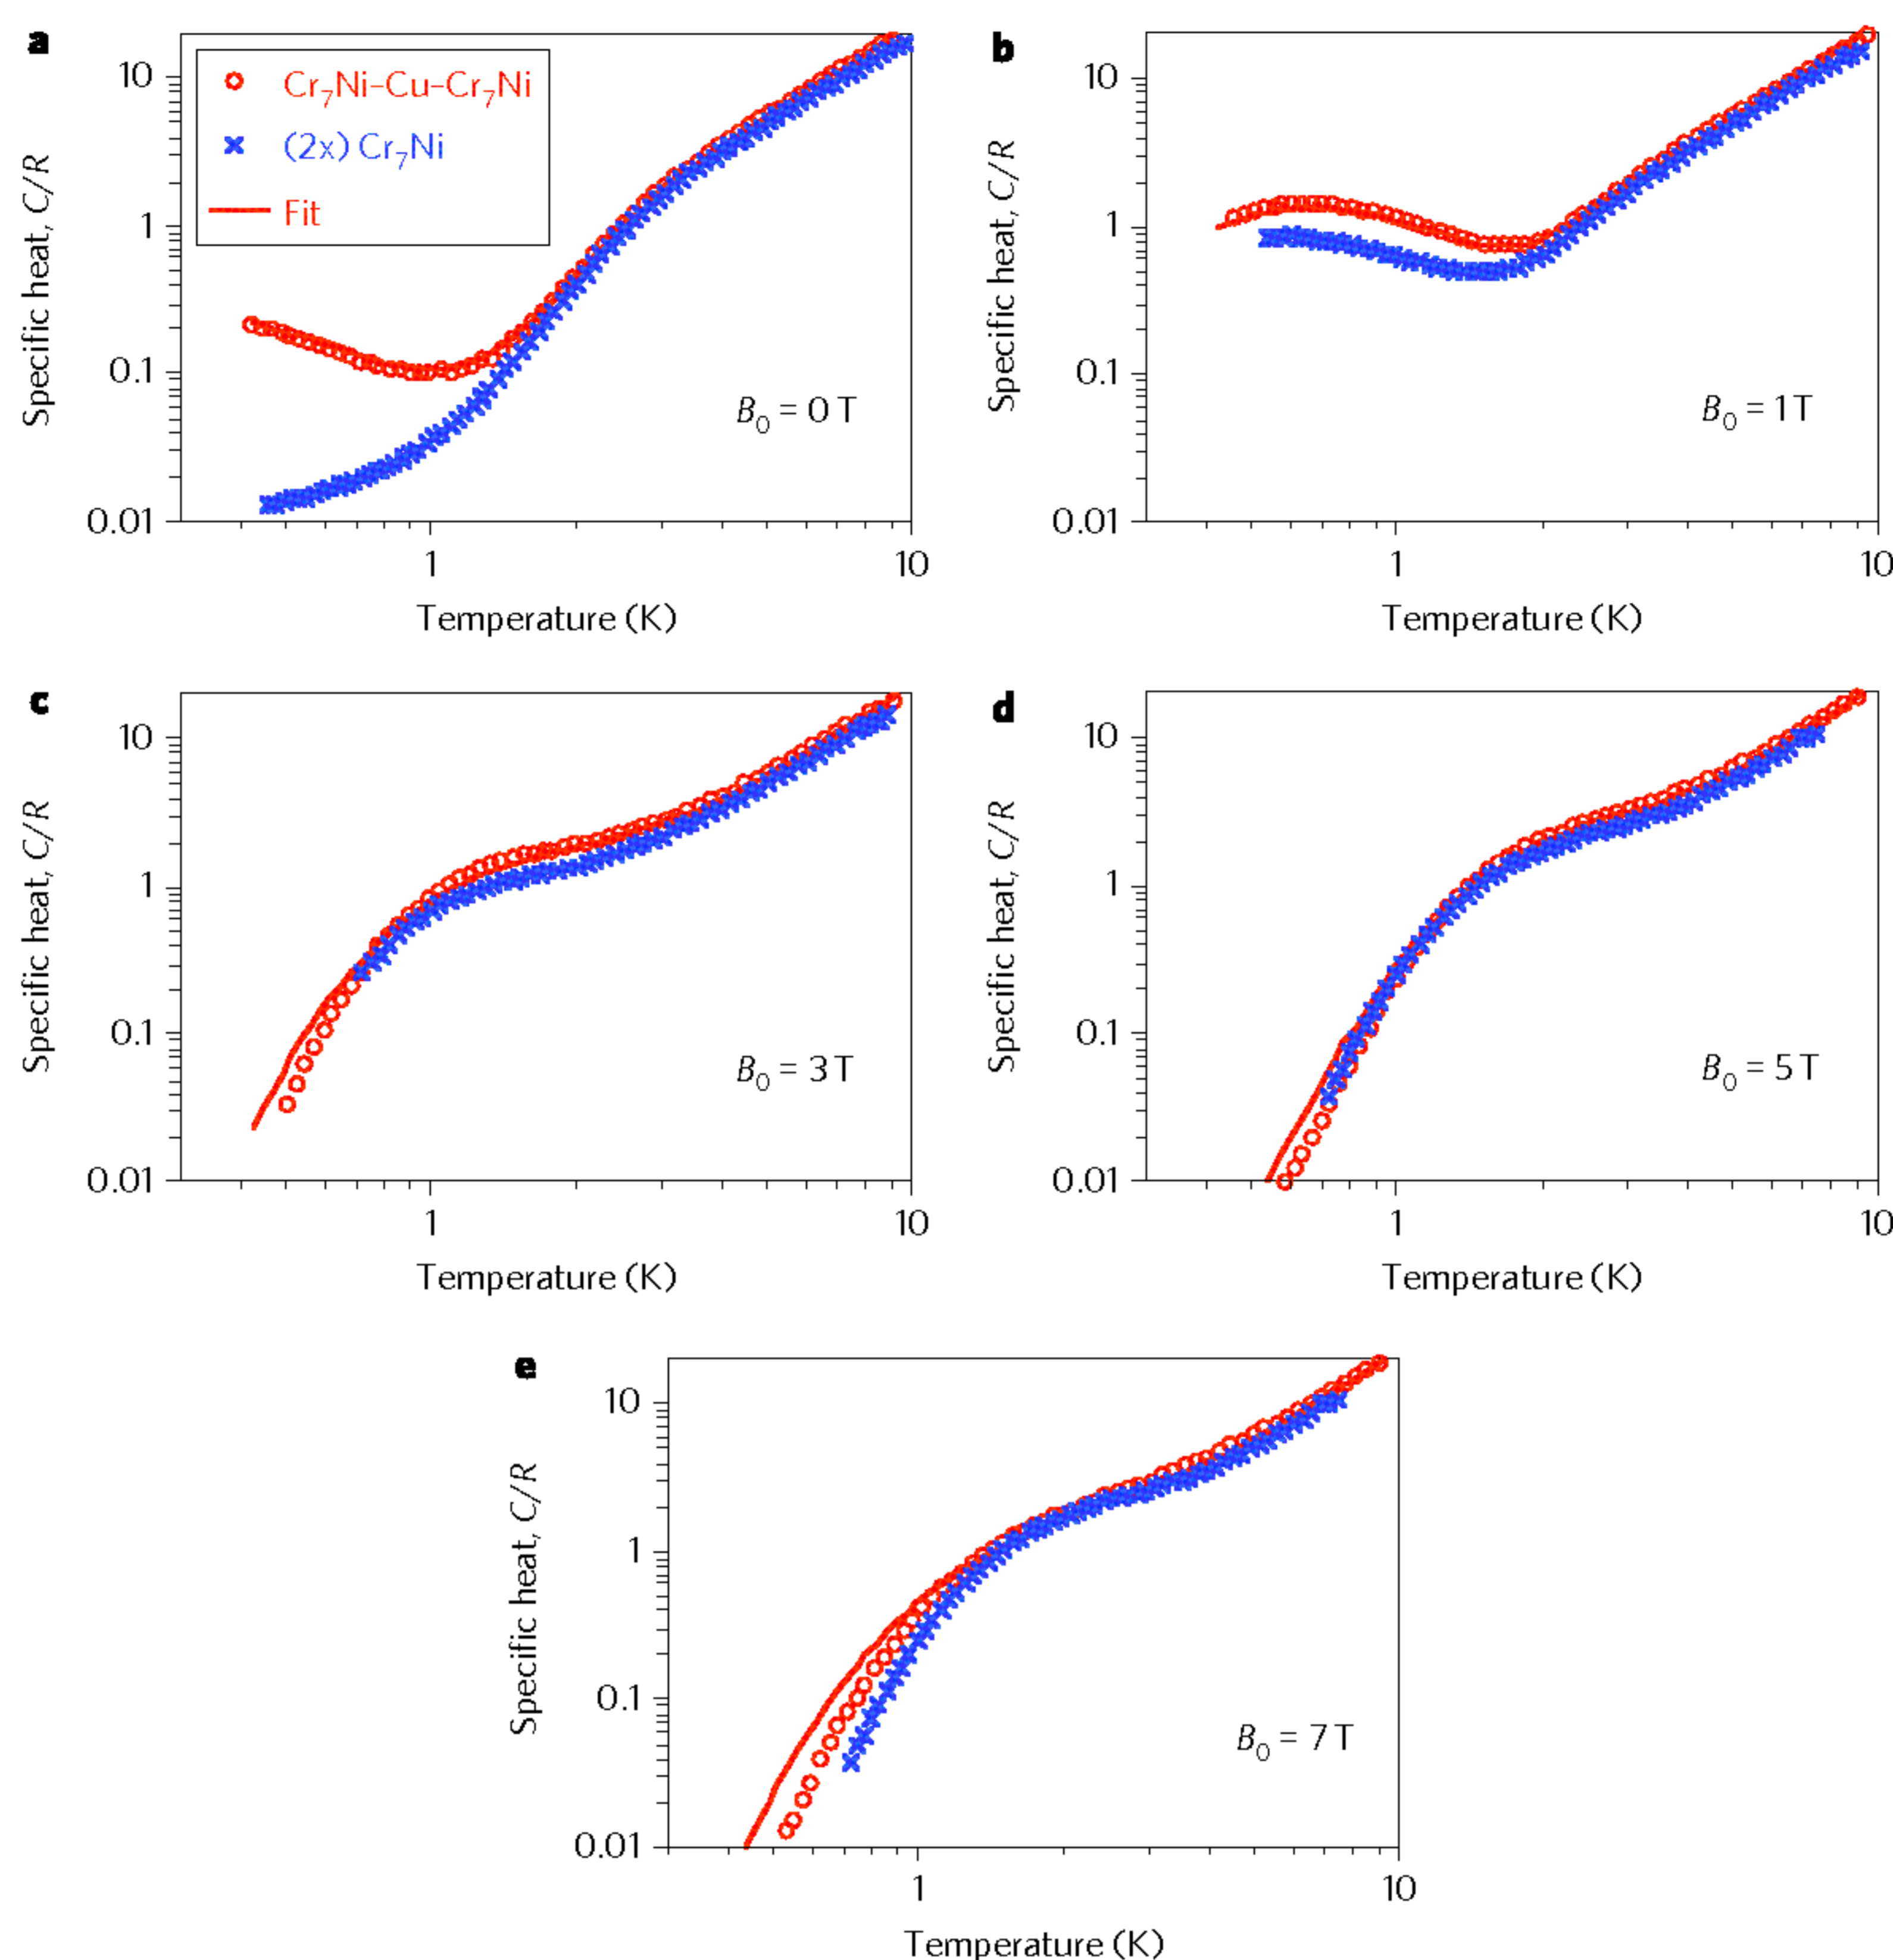 a
10
1
0.1
0.01
Specific heat, C/R
Cr₇Ni–Cu–Cr₇Ni
(2x) Cr₇Ni
Fit
B₀ = 0 T
1
10
Temperature (K)
b
10
1
0.1
0.01
Specific heat, C/R
B₀ = 1 T
1
10
Temperature (K)
c
10
1
0.1
0.01
Specific heat, C/R
B₀ = 3 T
1
10
Temperature (K)
d
10
1
0.1
0.01
Specific heat, C/R
B₀ = 5 T
1
10
Temperature (K)
e
10
1
0.1
0.01
Specific heat, C/R
B₀ = 7 T
1
10
Temperature (K)